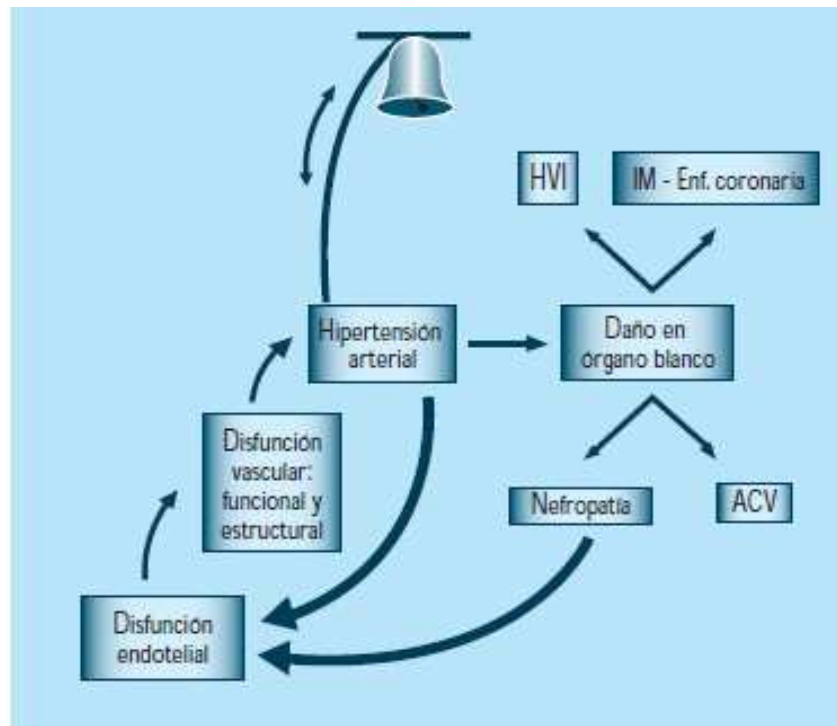 HVI
IM - Enf. coronaria
Hipertensión
arterial
Daño en
órgano blanco
Disfunción
vascular:
funcional y
estructural
Nefropatía
ACV
Disfunción
endotelial